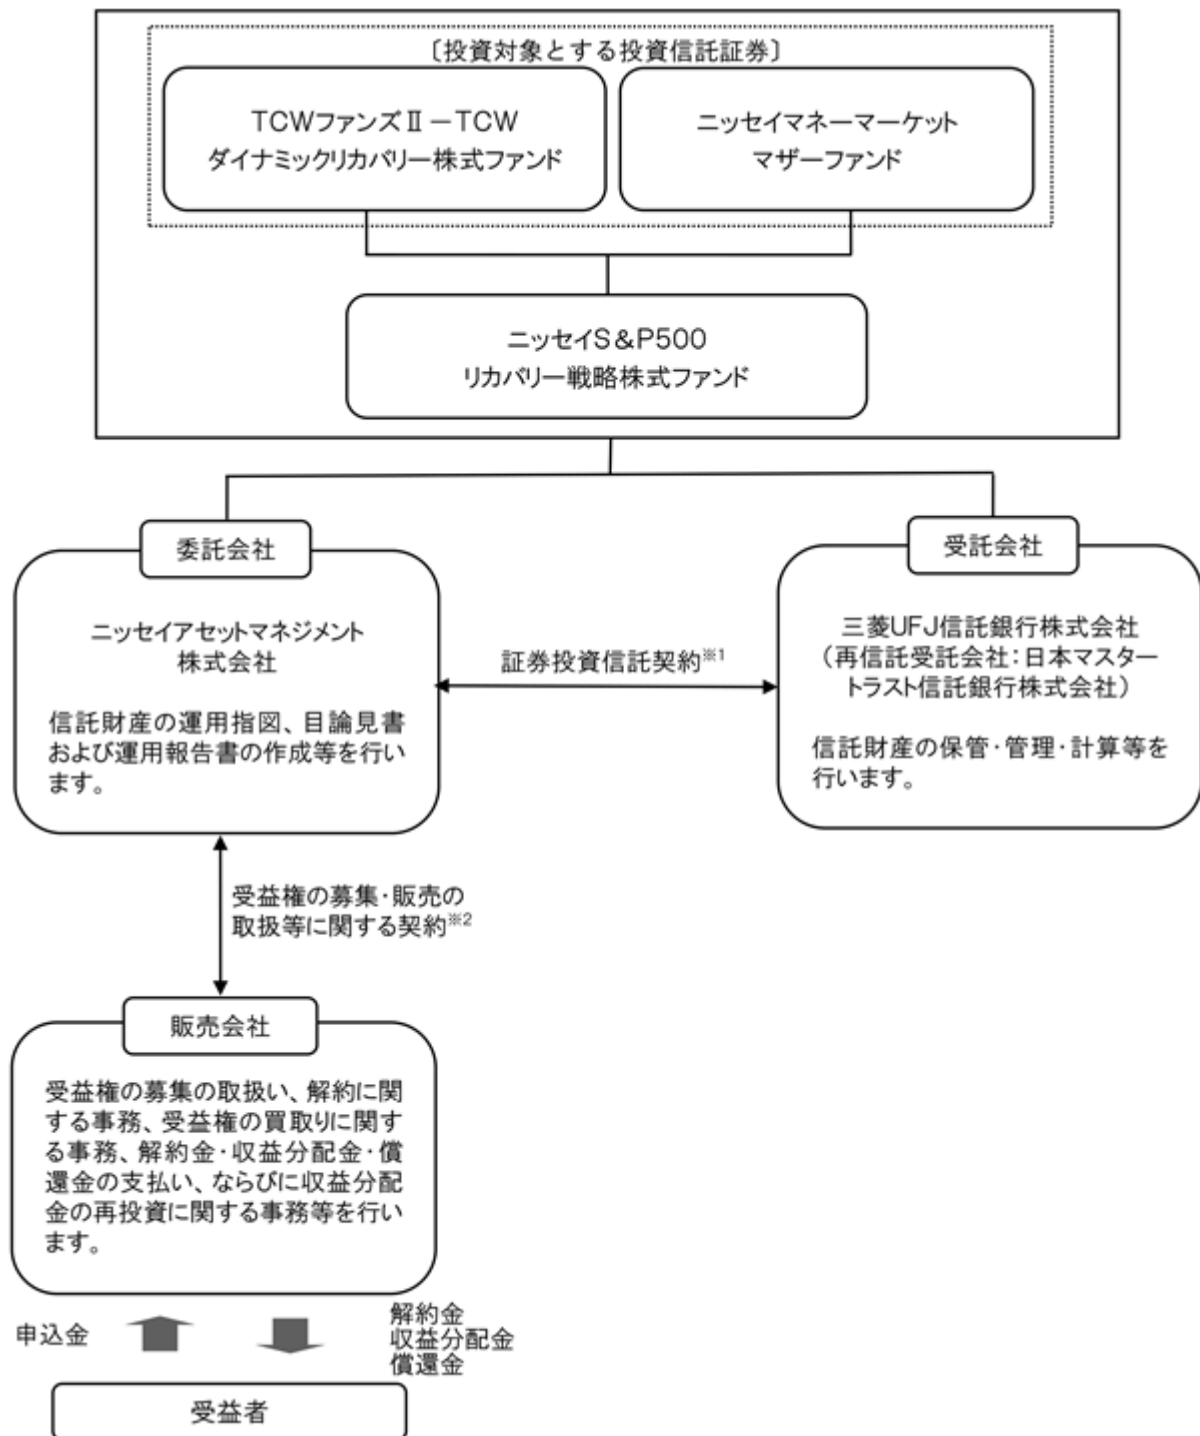 〔投資対象とする投資信託証券〕
TCWファンズⅡ－TCW
ダイナミックリカバリー株式ファンド
ニッセイマネーマーケット
マザーファンド
ニッセイS&P500
リカバリー戦略株式ファンド
委託会社
ニッセイアセットマネジメント
株式会社
信託財産の運用指図、目論見書
および運用報告書の作成等を行い
ます。
証券投資信託契約※1
受託会社
三菱UFJ信託銀行株式会社
（再信託受託会社：日本マスター
トラスト信託銀行株式会社）
信託財産の保管・管理・計算等を
行います。
受益権の募集・販売の
取扱等に関する契約※2
販売会社
受益権の募集の取扱い、解約に関
する事務、受益権の買取りに関す
る事務、解約金・収益分配金・償
還金の支払い、ならびに収益分配
金の再投資に関する事務等を行い
ます。
申込金
解約金
収益分配金
償還金
受益者